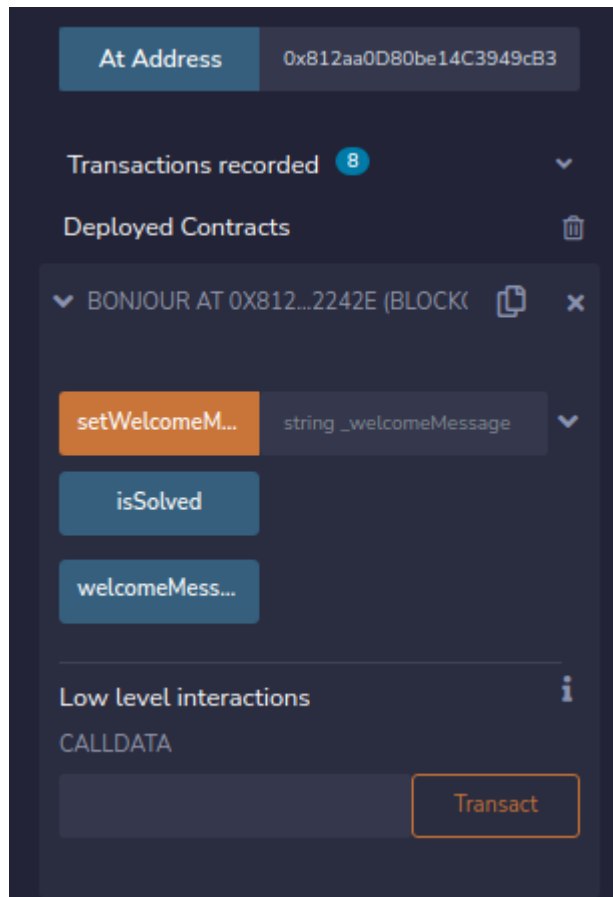 At Address 0x812aa0D80be14C3949cB3
Transactions recorded 8
Deployed Contracts
BONJOUR AT 0X812...2242E (BLOCK
setWelcomeM... string _welcomeMessage
isSolved
welcomeMess...
Low level interactions
CALLDATA
Transact